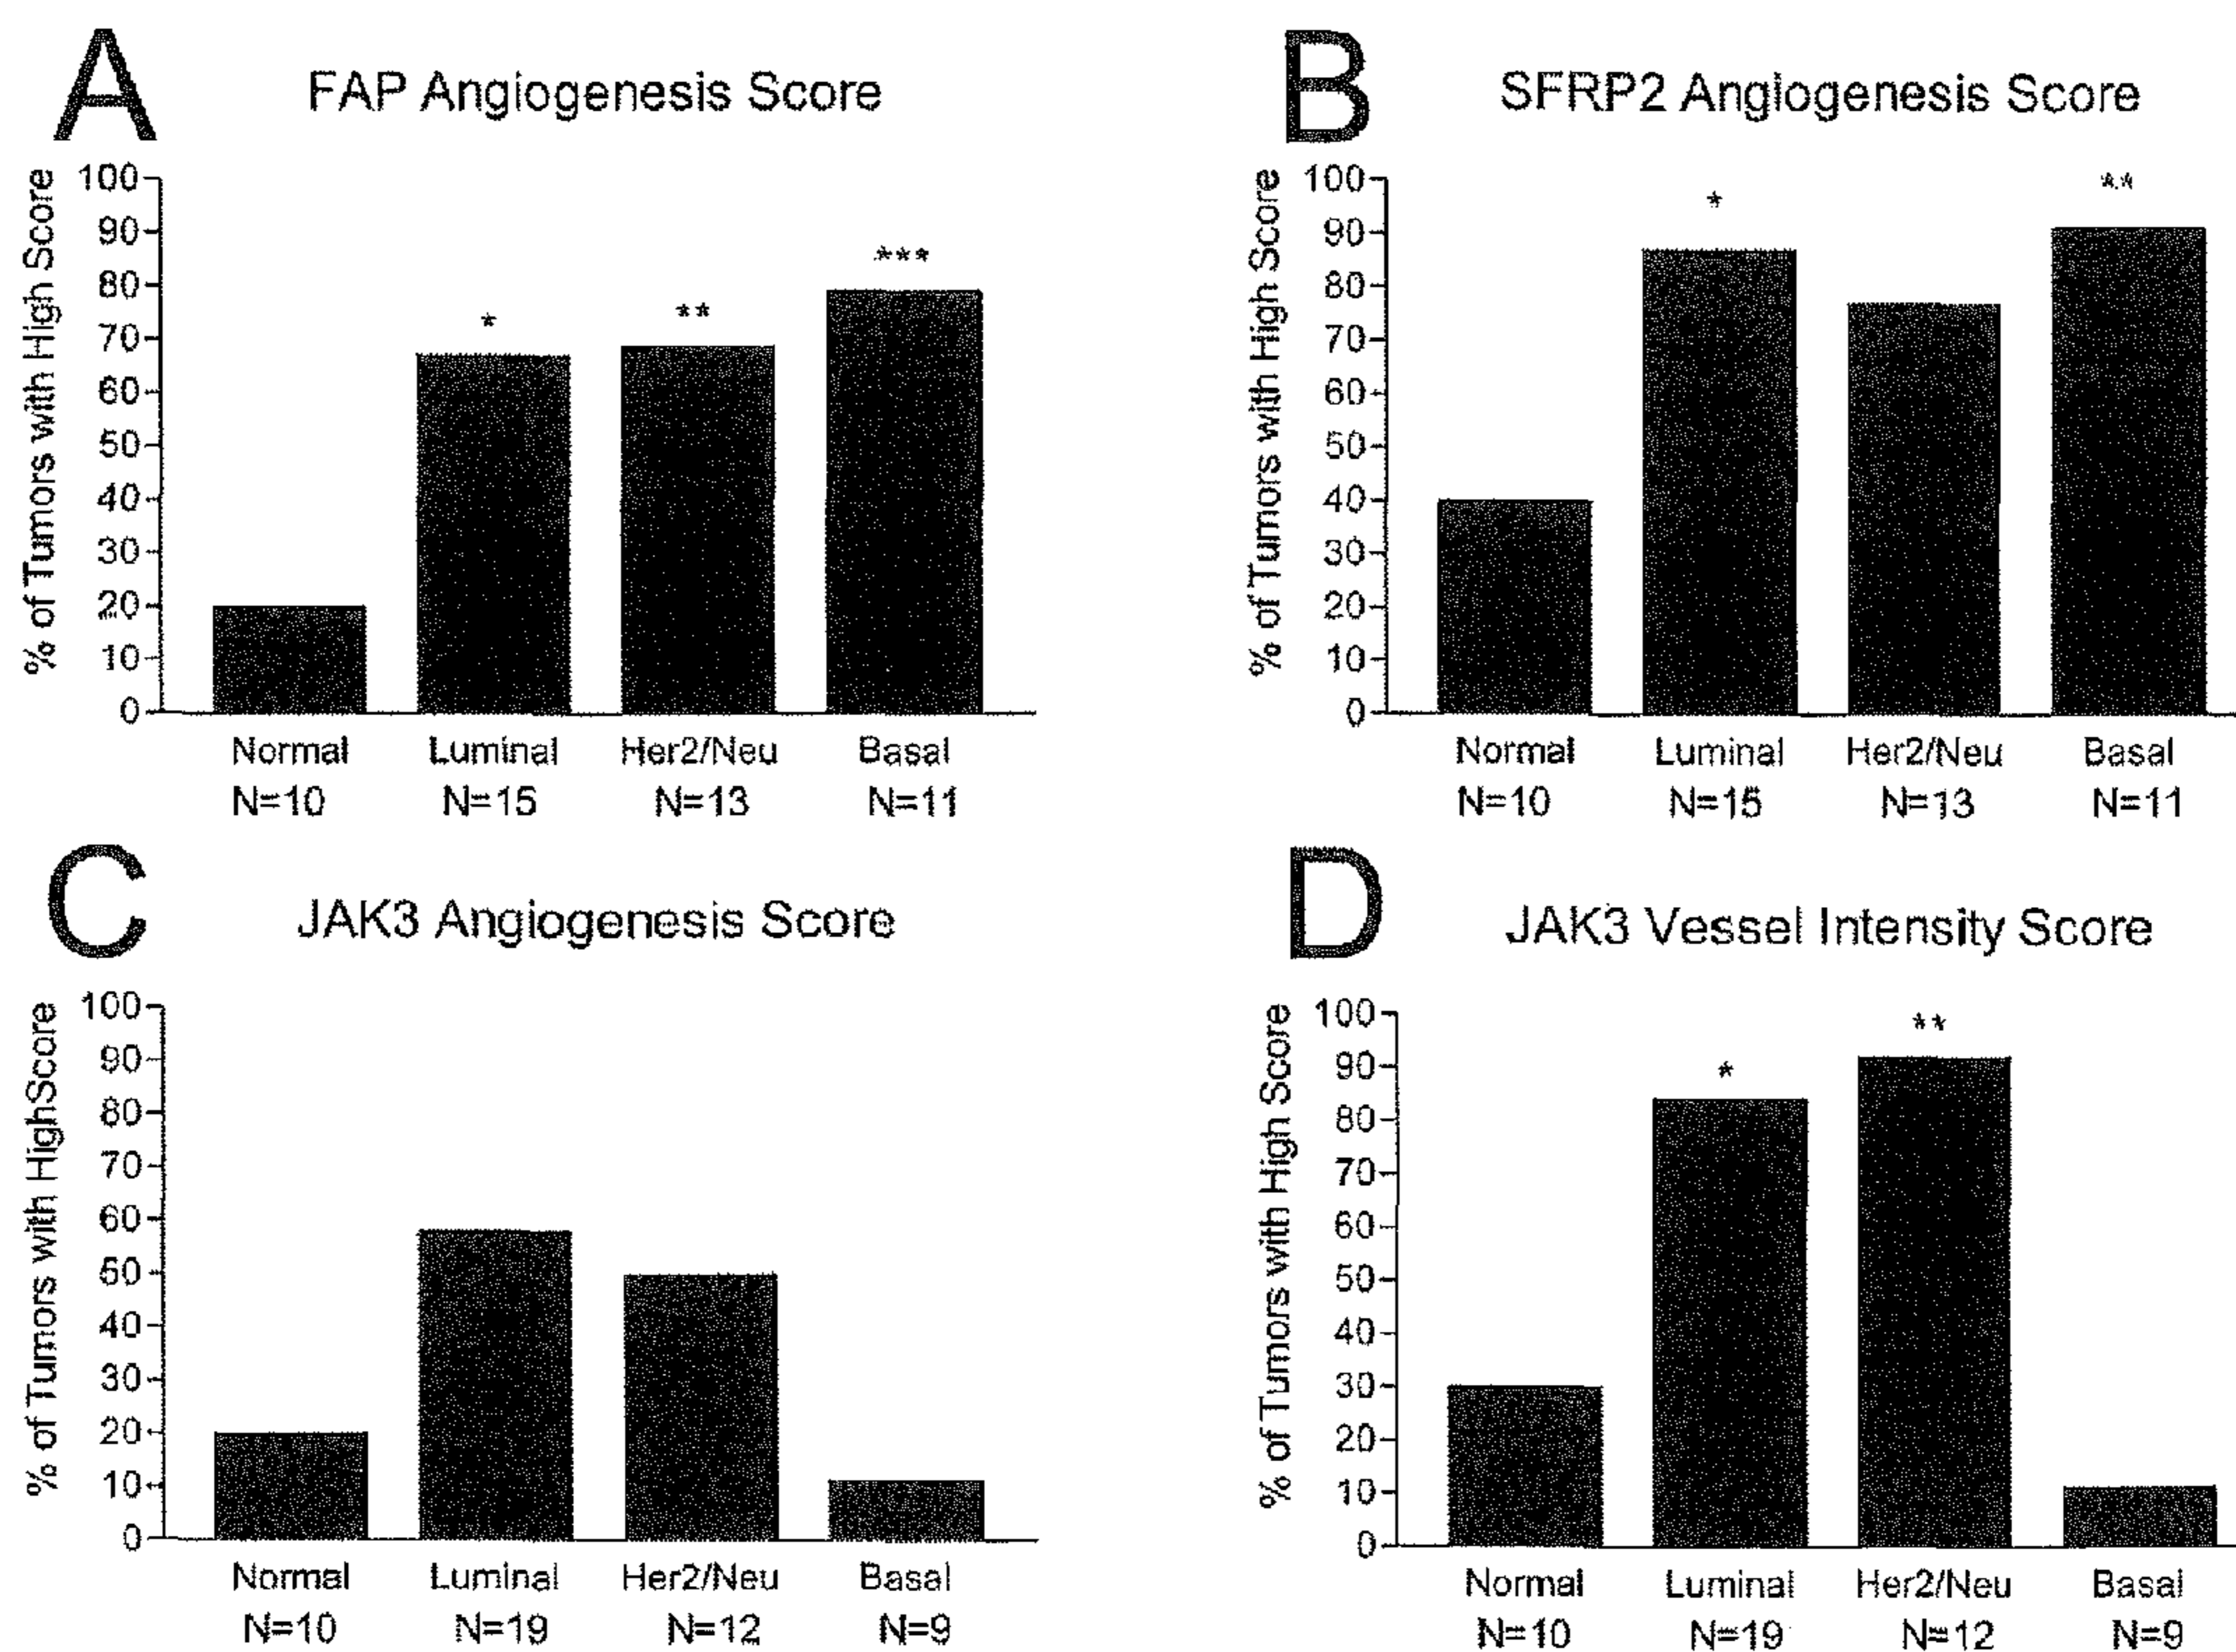 A
FAP Angiogenesis Score
% of Tumors with High Score
100
90
80
70
60
50
40
30
20
10
0
*
**
***
Normal Luminal Her2/Neu Basal
N=10 N=15 N=13 N=11
B
SFRP2 Angiogenesis Score
% of Tumors with High Score
100
90
80
70
60
50
40
30
20
10
0
*
**
Normal Luminal Her2/Neu Basal
N=10 N=15 N=13 N=11
C
JAK3 Angiogenesis Score
% of Tumors with HighScore
100
90
80
70
60
50
40
30
20
10
0
Normal Luminal Her2/Neu Basal
N=10 N=19 N=12 N=9
D
JAK3 Vessel Intensity Score
% of Tumors with High Score
100
90
80
70
60
50
40
30
20
10
0
*
**
Normal Luminal Her2/Neu Basal
N=10 N=19 N=12 N=9